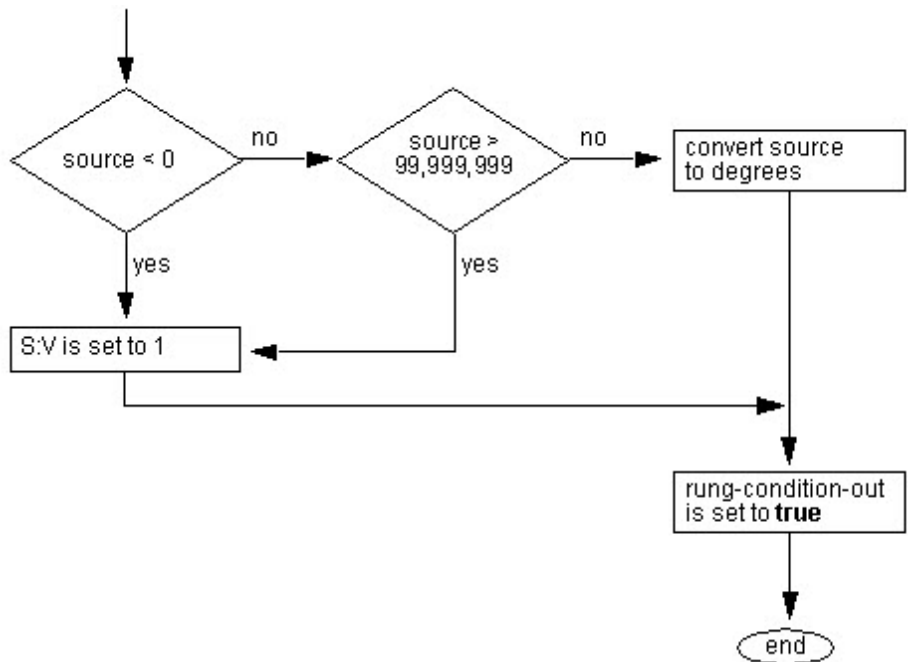 source < 0
no
source >
99,999,999
no
convert source
to degrees
yes
yes
S:V is set to 1
rung-condition-out
is set to true
end